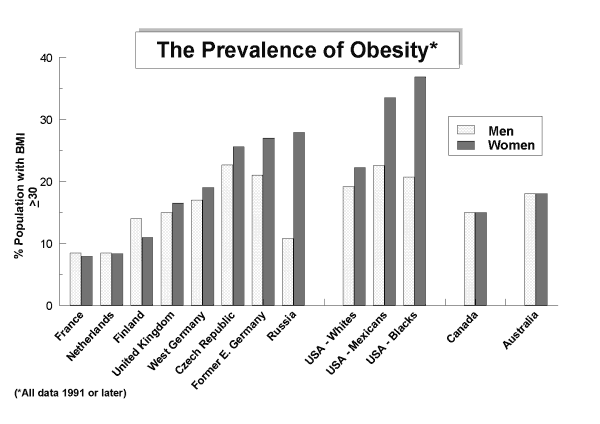 The Prevalence of Obesity*
40
30
20
10
0
% Population with BMI
≥30
Men
Women
France
Netherlands
Finland
United Kingdom
West Germany
Czech Republic
Former E. Germany
Russia
USA - Whites
USA - Mexicans
USA - Blacks
Canada
Australia
(*All data 1991 or later)